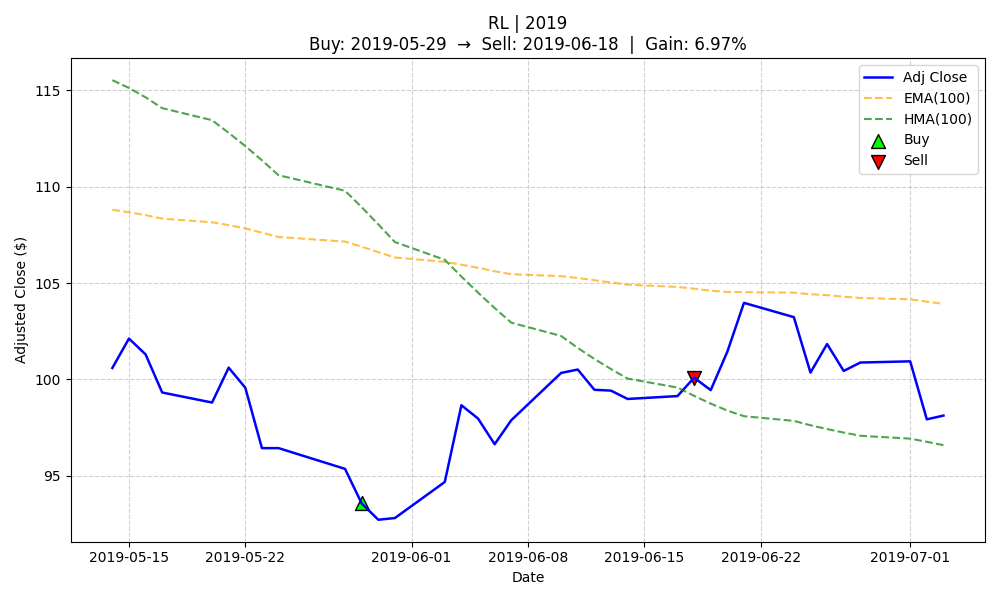 RL | 2019
Buy: 2019-05-29 → Sell: 2019-06-18 | Gain: 6.97%
Adj Close
EMA(100)
HMA(100)
Buy
Sell
Adjusted Close ($)
115
110
105
100
95
2019-05-15
2019-05-22
2019-06-01
2019-06-08
2019-06-15
2019-06-22
2019-07-01
Date